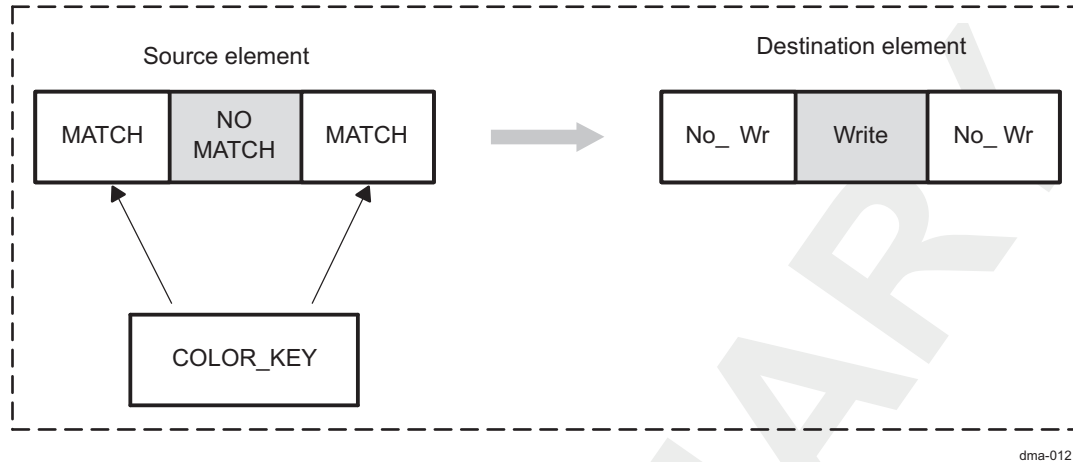 Source element
Destination element
MATCH
NO
MATCH
MATCH
No_ Wr
Write
No_ Wr
COLOR_KEY
dma-012